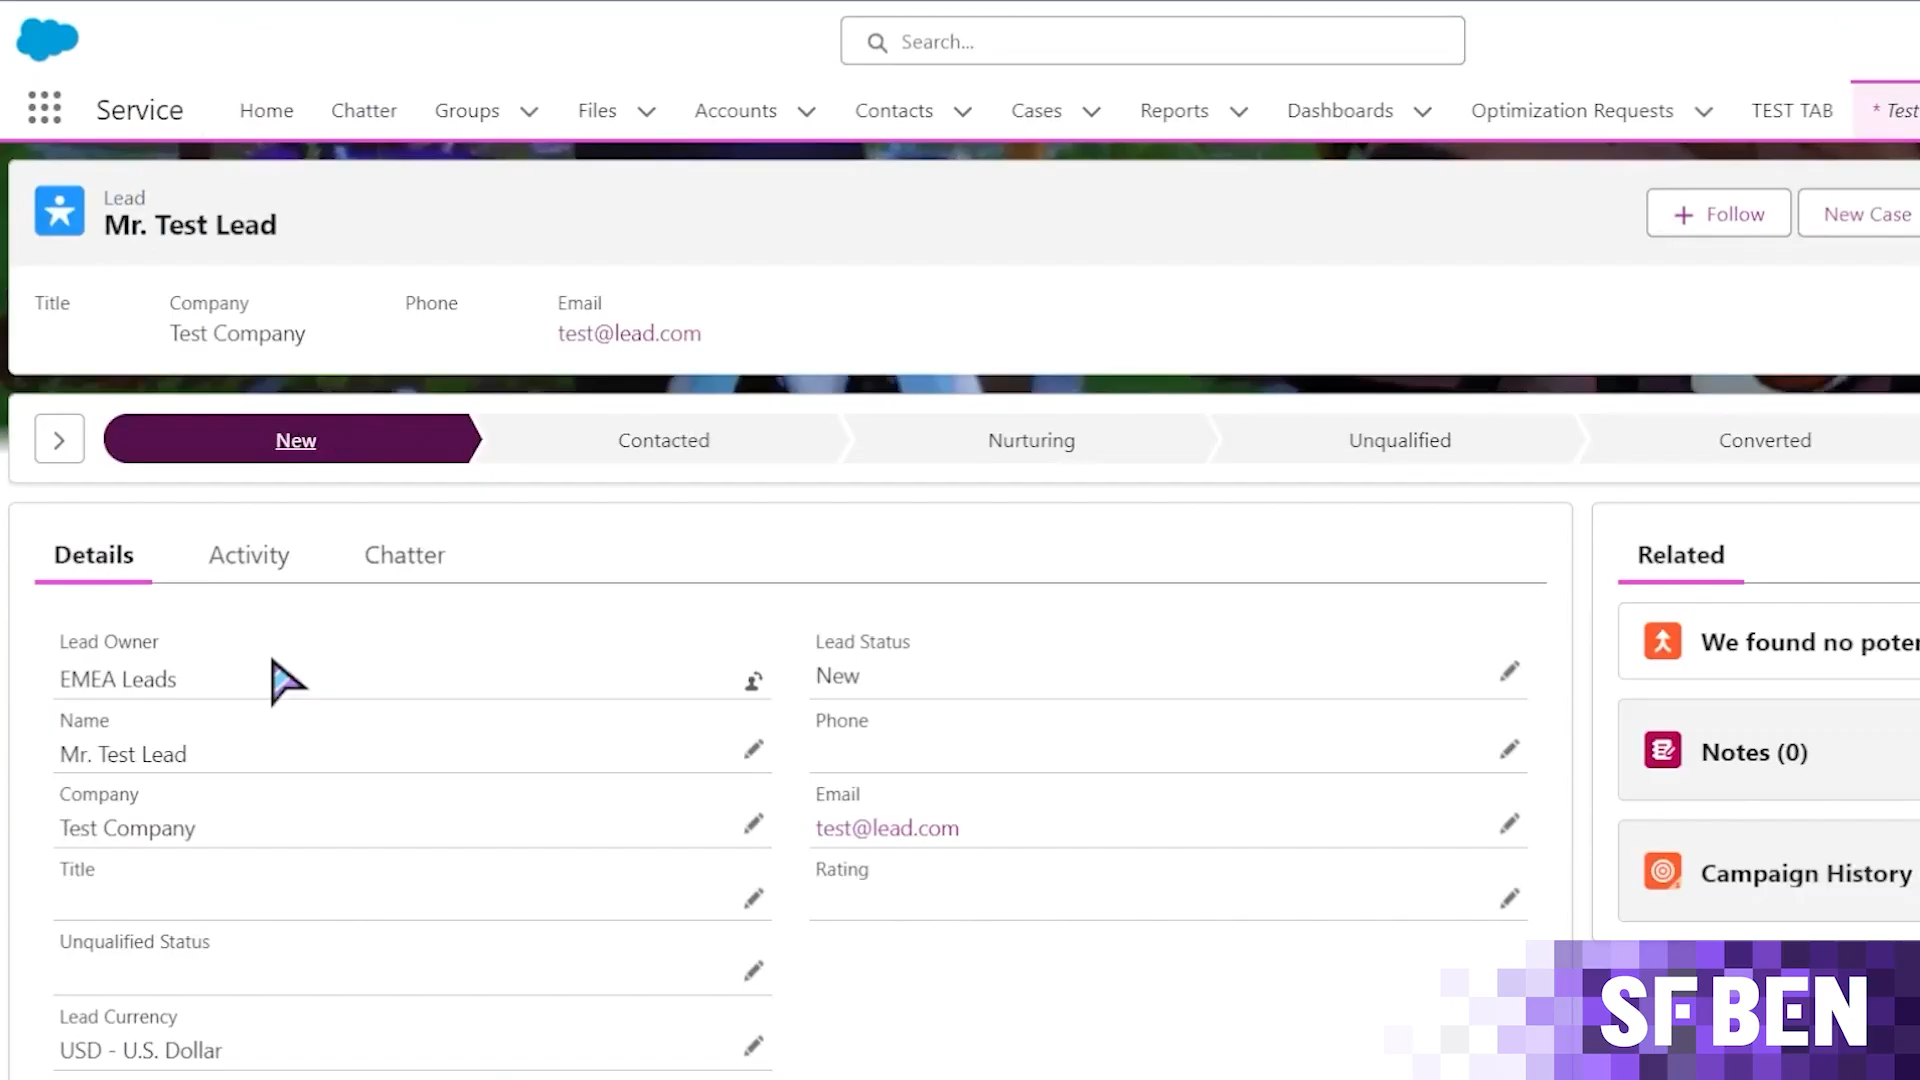 Search...
Service Home Chatter Groups Files Accounts Contacts Cases Reports Dashboards Optimization Requests TEST TAB * Test
Lead
Mr. Test Lead
Follow New Case
Title Company Phone Email
Test Company test@lead.com
New Contacted Nurturing Unqualified Converted
Details Activity Chatter
Lead Owner
EMEA Leads
Lead Status
New
Name
Mr. Test Lead
Phone
Company
Test Company
Email
test@lead.com
Title
Rating
Unqualified Status
Lead Currency
USD - U.S. Dollar
Related
We found no poten
Notes (0)
Campaign History
SF BEN